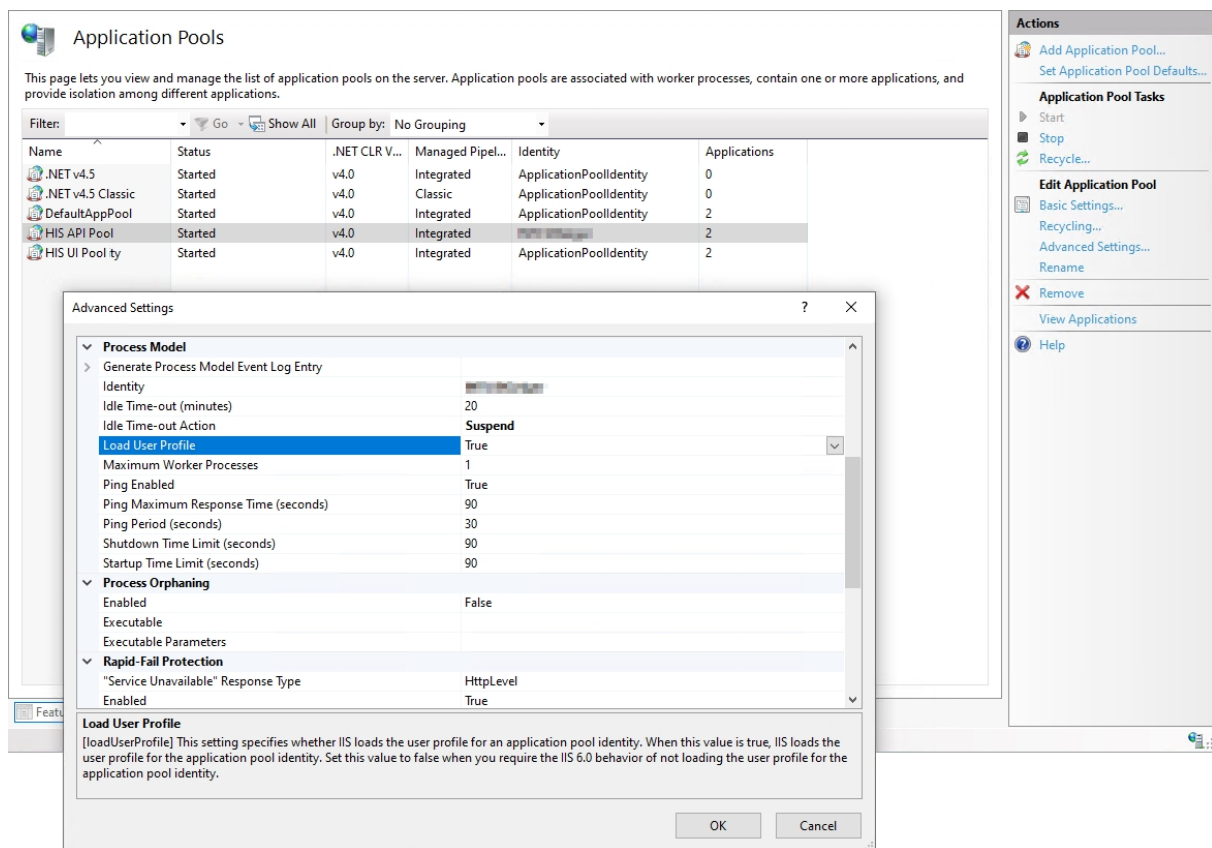 Application Pools
This page lets you view and manage the list of application pools on the server. Application pools are associated with worker processes, contain one or more applications, and
provide isolation among different applications.
Filter: Go Show All Group by: No Grouping
Name Status .NET CLR V... Managed Pipel... Identity Applications
.NET v4.5 Started v4.0 Integrated ApplicationPoolIdentity 0
.NET v4.5 Classic Started v4.0 Classic ApplicationPoolIdentity 0
DefaultAppPool Started v4.0 Integrated ApplicationPoolIdentity 2
HIS API Pool Started v4.0 Integrated 2
HIS UI Pool ty Started v4.0 Integrated ApplicationPoolIdentity 2
Actions
Add Application Pool...
Set Application Pool Defaults...
Application Pool Tasks
Start
Stop
Recycle...
Edit Application Pool
Basic Settings...
Recycling...
Advanced Settings...
Rename
Remove
View Applications
Help
Advanced Settings ?
Process Model
Generate Process Model Event Log Entry
Identity
Idle Time-out (minutes) 20
Idle Time-out Action Suspend
Load User Profile True
Maximum Worker Processes 1
Ping Enabled True
Ping Maximum Response Time (seconds) 90
Ping Period (seconds) 30
Shutdown Time Limit (seconds) 90
Startup Time Limit (seconds) 90
Process Orphaning
Enabled False
Executable
Executable Parameters
Rapid-Fail Protection
"Service Unavailable" Response Type HttpLevel
Enabled True
Featu
Load User Profile
[loadUserProfile] This setting specifies whether IIS loads the user profile for an application pool identity. When this value is true, IIS loads the
user profile for the application pool identity. Set this value to false when you require the IIS 6.0 behavior of not loading the user profile for the
application pool identity.
OK Cancel